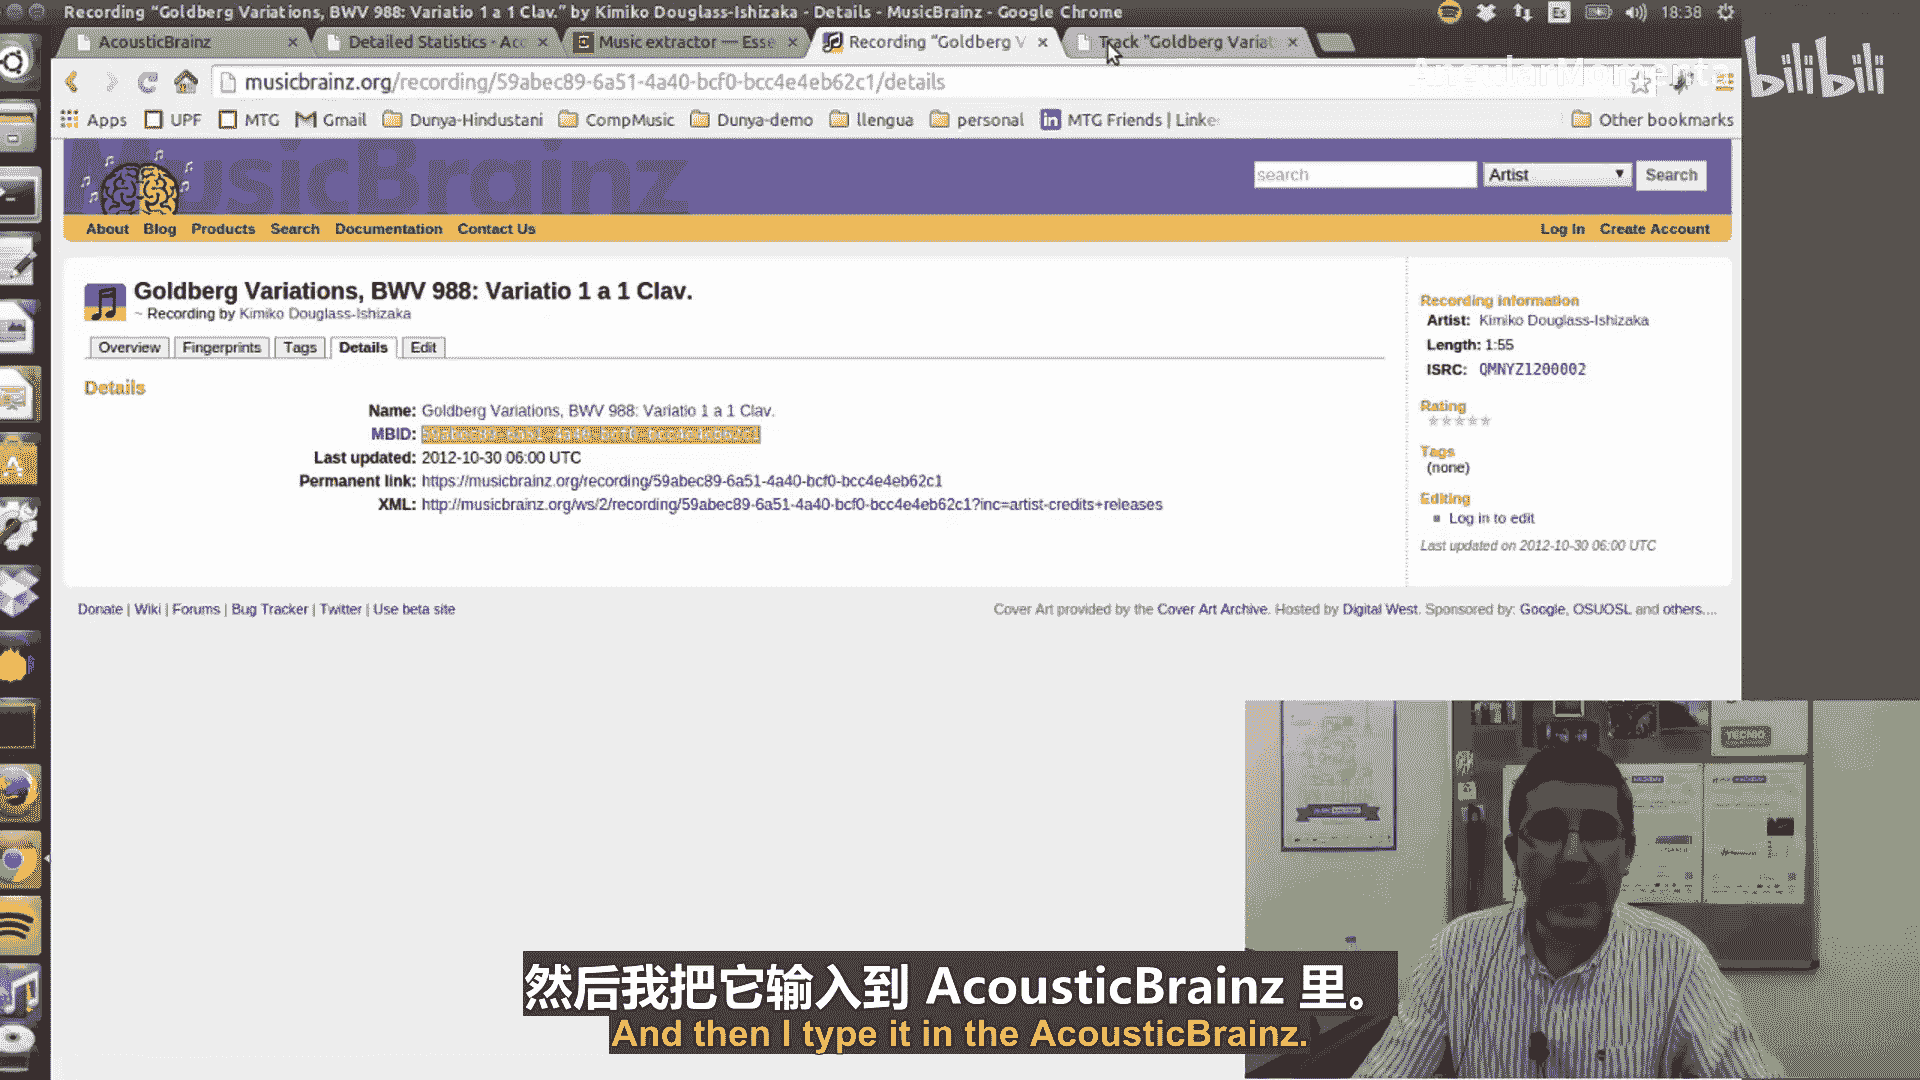 Recording “Goldberg Variations, BWV 988: Variatio 1 a 1 Clav.” by Kimiko Douglass-Ishizaka - Details - MusicBrainz - Google Chrome
Es 18:38
AcousticBrainz
Detailed Statistics - Acc
Music extractor — Esse
Recording “Goldberg V
Track "Goldberg Variat
musicbrainz.org/recording/59abec89-6a51-4a40-bcf0-bcc4e4eb62c1/details
bilibili
Apps UPF MTG Gmail Dunya-Hindustani CompMusic Dunya-demo llengua personal MTG Friends | Linke Other bookmarks
MusicBrainz
search Artist Search
About Blog Products Search Documentation Contact Us Log In Create Account
Goldberg Variations, BWV 988: Variatio 1 a 1 Clav.
~ Recording by Kimiko Douglass-Ishizaka
Overview Fingerprints Tags Details Edit
Details
Name: Goldberg Variations, BWV 988: Variatio 1 a 1 Clav.
MBID: 59abec89-6a51-4a40-bcf0-bcc4e4eb62c1
Last updated: 2012-10-30 06:00 UTC
Permanent link: https://musicbrainz.org/recording/59abec89-6a51-4a40-bcf0-bcc4e4eb62c1
XML: http://musicbrainz.org/ws/2/recording/59abec89-6a51-4a40-bcf0-bcc4e4eb62c1?inc=artist-credits+releases
Recording information
Artist: Kimiko Douglass-Ishizaka
Length: 1:55
ISRC: QMNYZ1200002
Rating
Tags
(none)
Editing
Log in to edit
Last updated on 2012-10-30 06:00 UTC
Donate | Wiki | Forums | Bug Tracker | Twitter | Use beta site
Cover Art provided by the Cover Art Archive. Hosted by Digital West. Sponsored by: Google, OSUOSL and others....
TECNIO
然后我把它输入到 AcousticBrainz 里。
And then I type it in the AcousticBrainz.